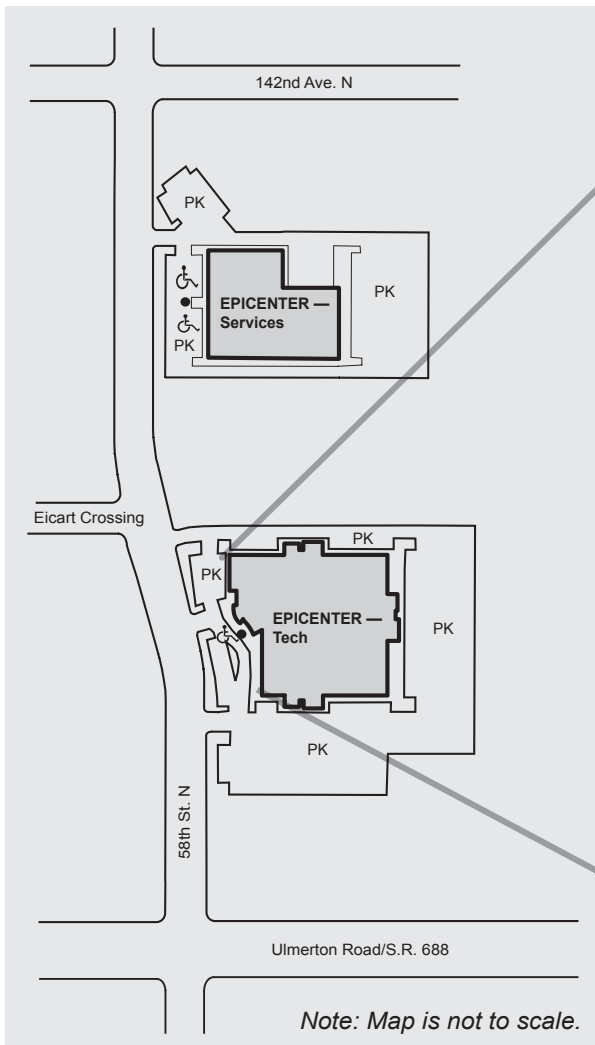 142nd Ave. N
PK
EPICENTER —
Services
PK
PK
Eicart Crossing
PK
PK
EPICENTER —
Tech
PK
PK
58th St. N
Ulmerton Road/S.R. 688
Note: Map is not to scale.